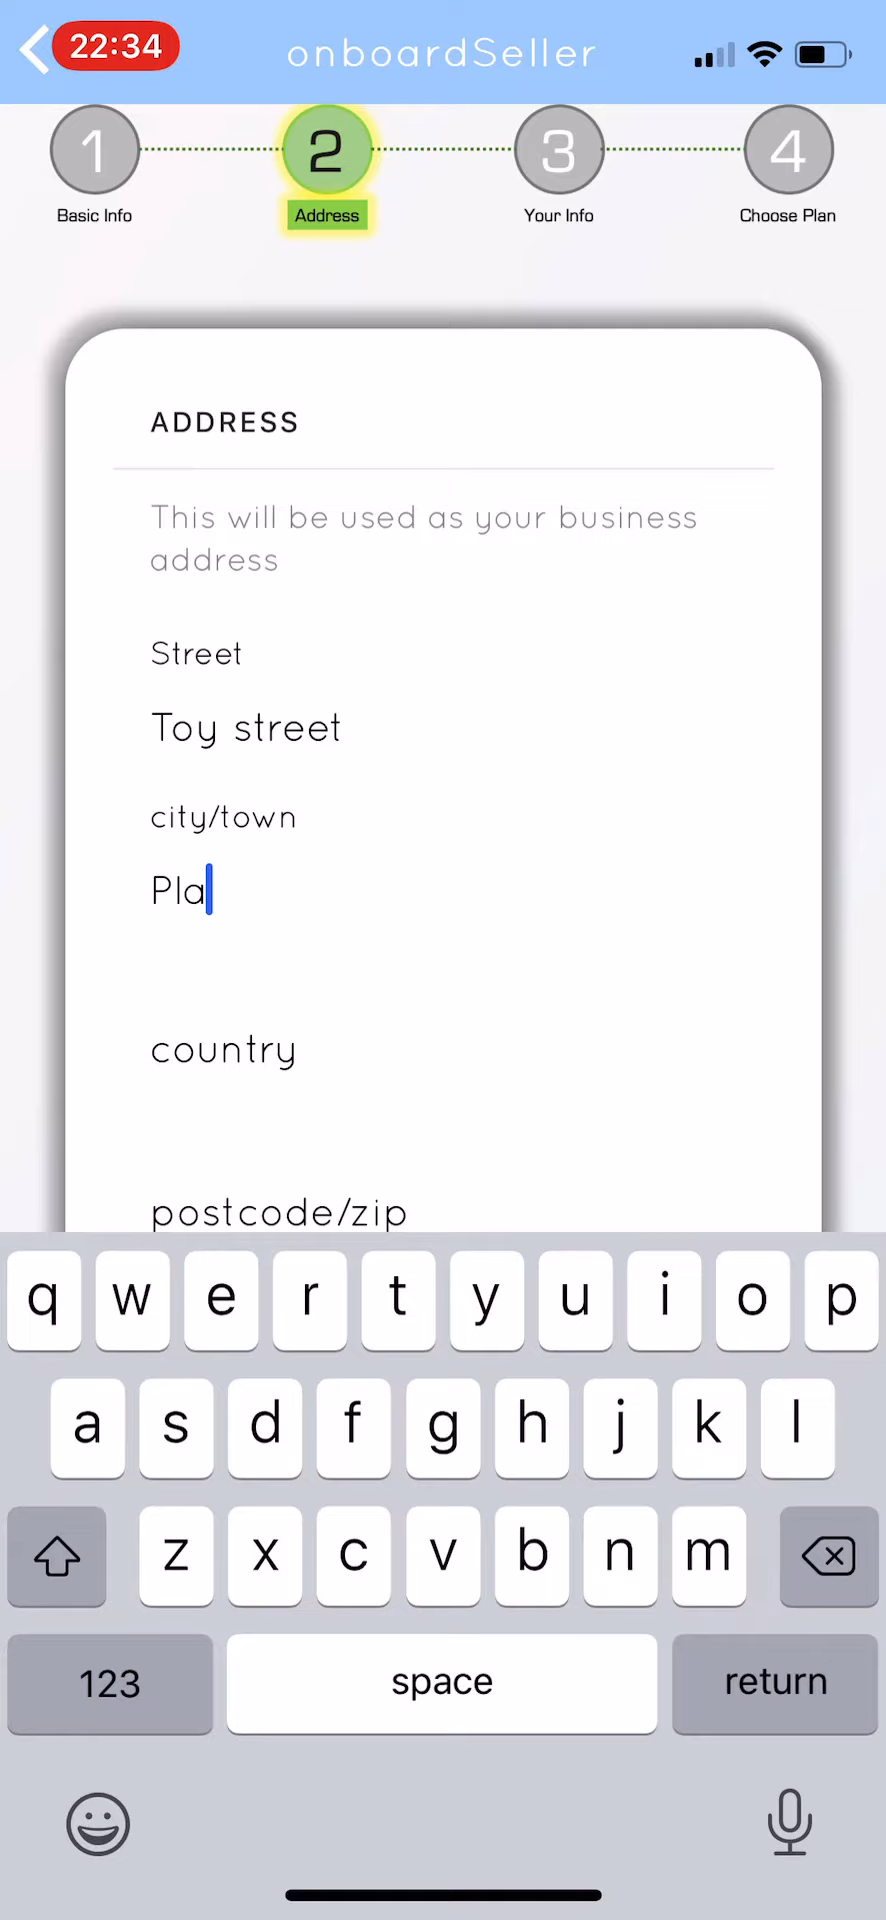 22:34
onboardSeller
1
2
3
4
Basic Info
Address
Your Info
Choose Plan
ADDRESS
This will be used as your business
address
Street
Toy street
city/town
Pla
country
postcode/zip
q w e r t y u i o p
a s d f g h j k l
z x c v b n m
123
space
return